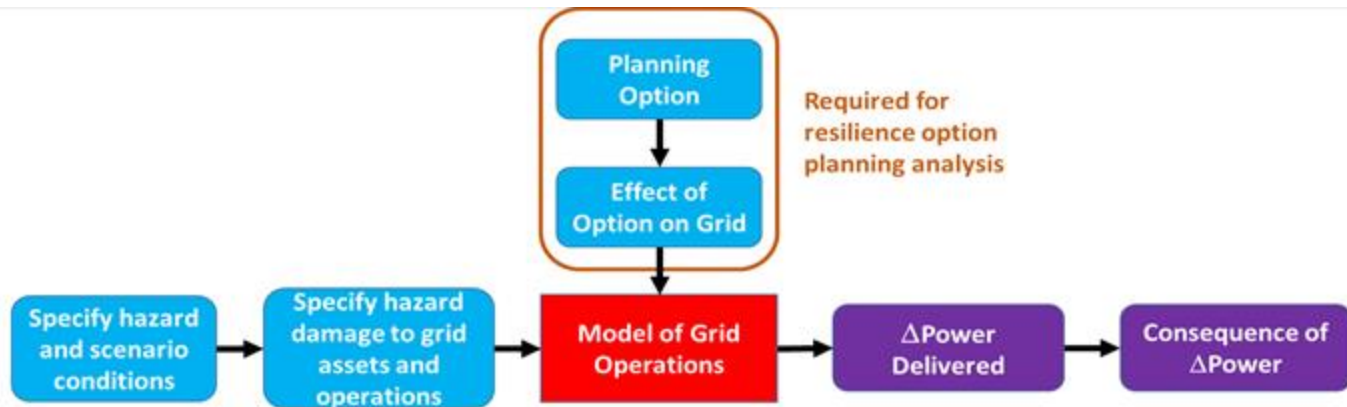 Planning
Option
Required for
resilience option
planning analysis
Effect of
Option on Grid
Specify hazard
and scenario
conditions
Specify hazard
damage to grid
assets and
operations
Model of Grid
Operations
ΔPower
Delivered
Consequence of
ΔPower